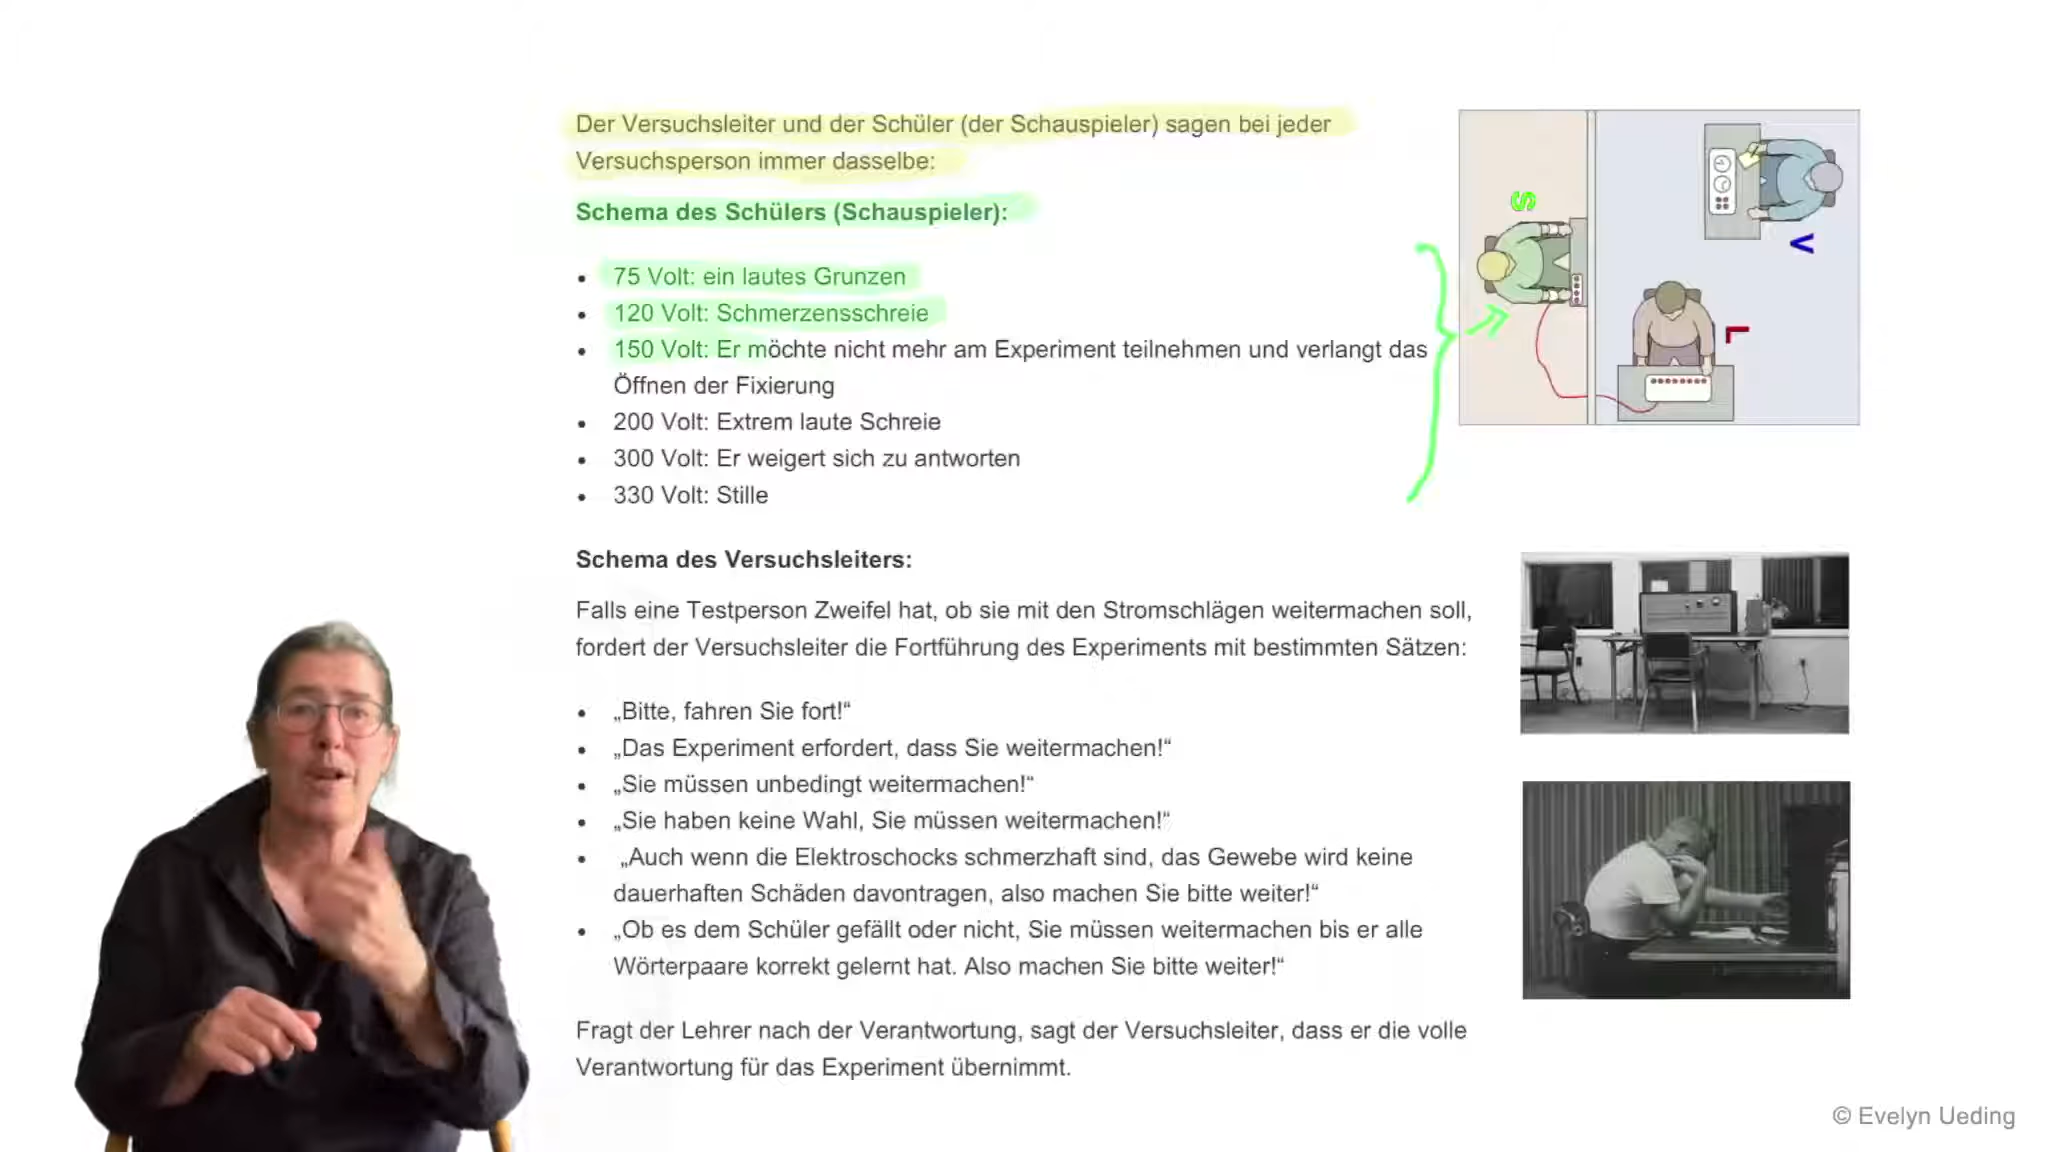 Der Versuchsleiter und der Schüler (der Schauspieler) sagen bei jeder
Versuchsperson immer dasselbe:
Schema des Schülers (Schauspieler):
• 75 Volt: ein lautes Grunzen
• 120 Volt: Schmerzensschreie
• 150 Volt: Er möchte nicht mehr am Experiment teilnehmen und verlangt das
Öffnen der Fixierung
• 200 Volt: Extrem laute Schreie
• 300 Volt: Er weigert sich zu antworten
• 330 Volt: Stille
S
V
L
Schema des Versuchsleiters:
Falls eine Testperson Zweifel hat, ob sie mit den Stromschlägen weitermachen soll,
fordert der Versuchsleiter die Fortführung des Experiments mit bestimmten Sätzen:
• „Bitte, fahren Sie fort!“
• „Das Experiment erfordert, dass Sie weitermachen!“
• „Sie müssen unbedingt weitermachen!“
• „Sie haben keine Wahl, Sie müssen weitermachen!“
• „Auch wenn die Elektroschocks schmerzhaft sind, das Gewebe wird keine
dauerhaften Schäden davontragen, also machen Sie bitte weiter!“
• „Ob es dem Schüler gefällt oder nicht, Sie müssen weitermachen bis er alle
Wörterpaare korrekt gelernt hat. Also machen Sie bitte weiter!“
Fragt der Lehrer nach der Verantwortung, sagt der Versuchsleiter, dass er die volle
Verantwortung für das Experiment übernimmt.
© Evelyn Ueding